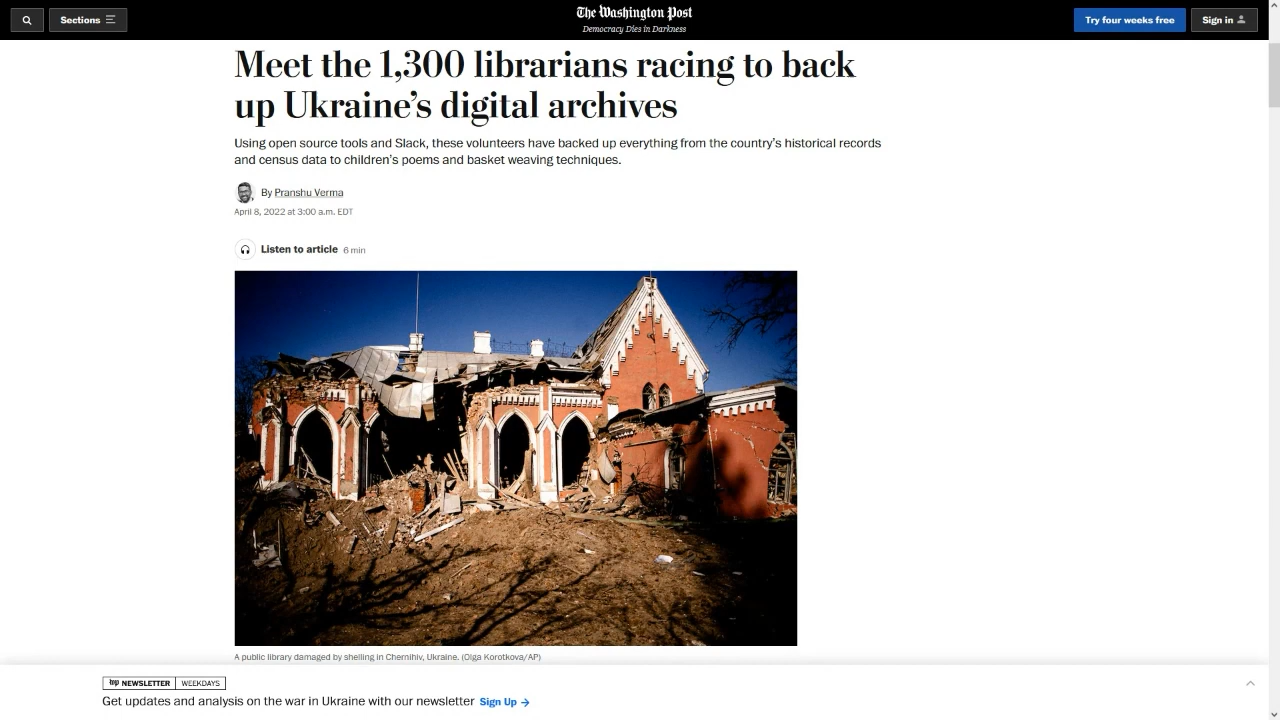 Sections
The Washington Post
Democracy Dies in Darkness
Try four weeks free
Sign in
Meet the 1,300 librarians racing to back
up Ukraine’s digital archives
Using open source tools and Slack, these volunteers have backed up everything from the country’s historical records
and census data to children’s poems and basket weaving techniques.
By Pranshu Verma
April 8, 2022 at 3:00 a.m. EDT
Listen to article 6 min
A public library damaged by shelling in Chernihiv, Ukraine. (Olga Korotkova/AP)
wp NEWSLETTER WEEKDAYS
Get updates and analysis on the war in Ukraine with our newsletter Sign Up →